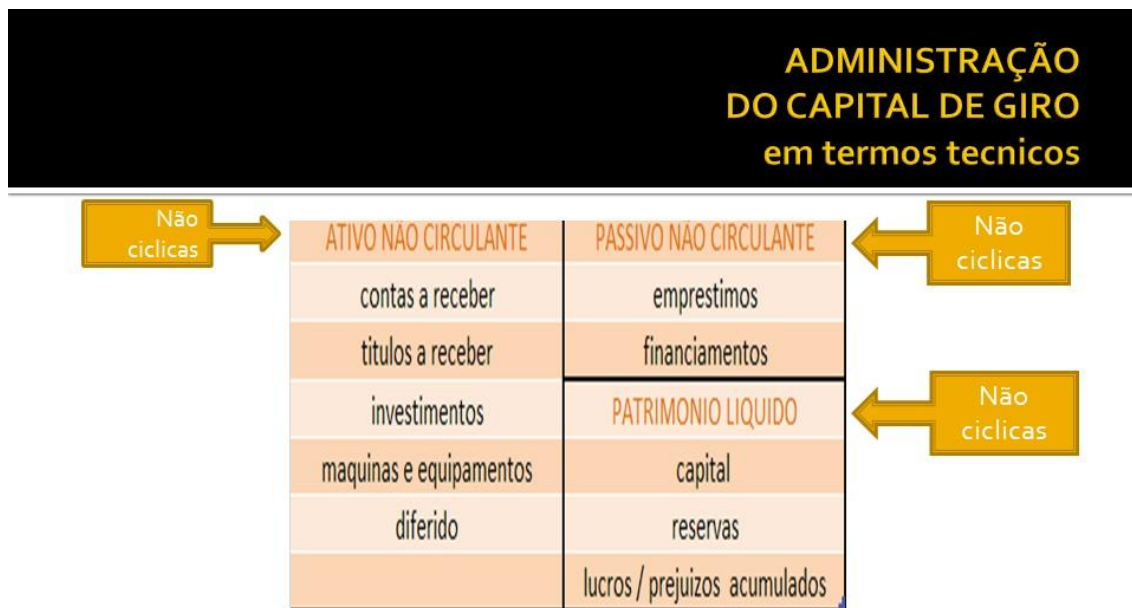 ADMINISTRAÇÃO
DO CAPITAL DE GIRO
em termos tecnicos
Não
ciclicas
ATIVO NÃO CIRCULANTE
contas a receber
titulos a receber
investimentos
maquinas e equipamentos
diferido
PASSIVO NÃO CIRCULANTE
emprestimos
financiamentos
PATRIMONIO LIQUIDO
capital
reservas
lucros / prejuizos acumulados
Não
ciclicas
Não
ciclicas